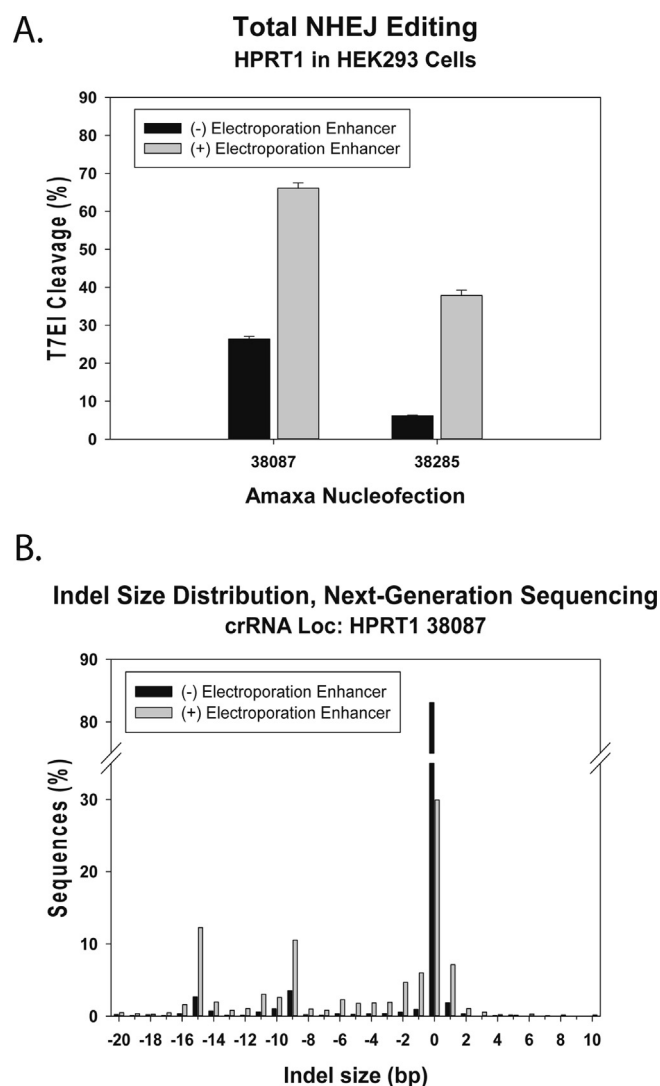 A.
Total NHEJ Editing
HPRT1 in HEK293 Cells
90
80
70
60
50
40
30
20
10
0
T7EI Cleavage (%)
(-) Electroporation Enhancer
(+) Electroporation Enhancer
38087 38285
Amaxa Nucleofection
B.
Indel Size Distribution, Next-Generation Sequencing
crRNA Loc: HPRT1 38087
90
80
30
20
10
0
Sequences (%)
(-) Electroporation Enhancer
(+) Electroporation Enhancer
-20 -18 -16 -14 -12 -10 -8 -6 -4 -2 0 2 4 6 8 10
Indel size (bp)